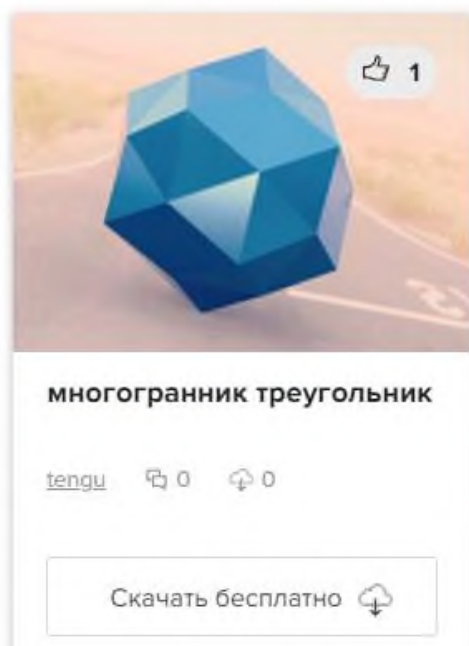 1
многогранник треугольник
tengu 0 0
Скачать бесплатно